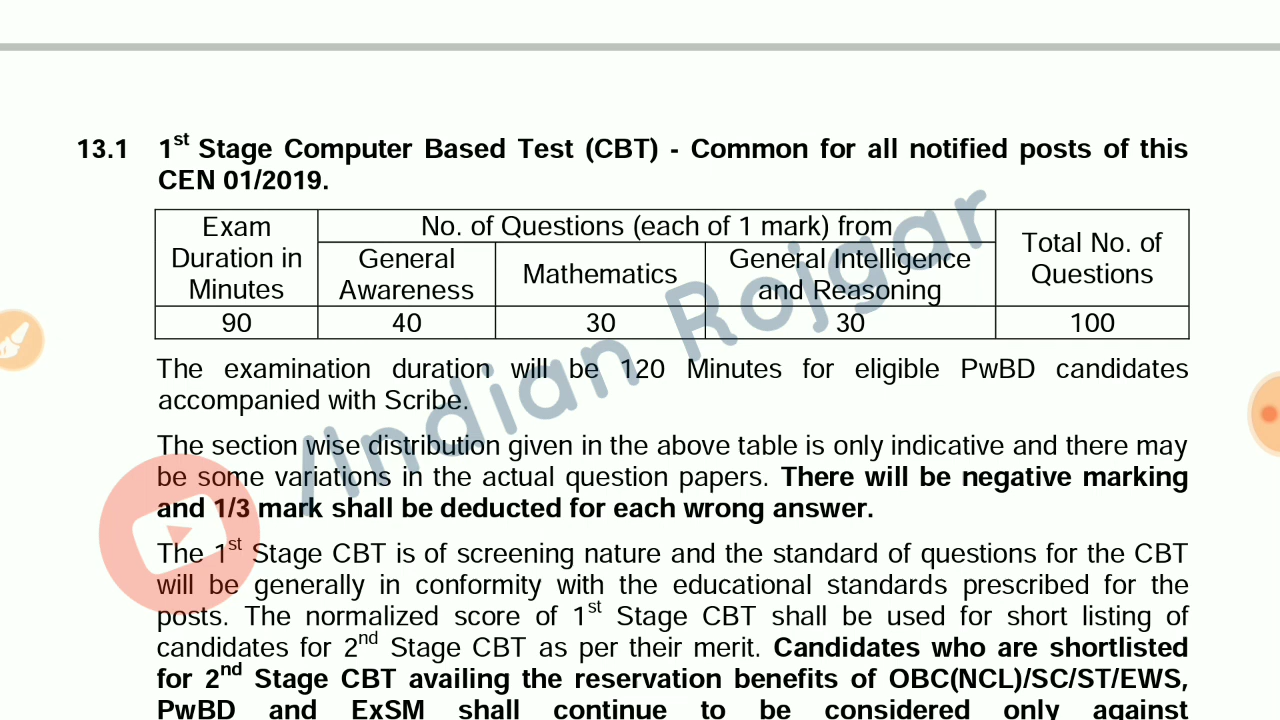 13.1 1st Stage Computer Based Test (CBT) - Common for all notified posts of this
CEN 01/2019.
Exam Duration in Minutes
No. of Questions (each of 1 mark) from
General Awareness
Mathematics
General Intelligence and Reasoning
Total No. of Questions
90 40 30 30 100
The examination duration will be 120 Minutes for eligible PwBD candidates
accompanied with Scribe.
The section wise distribution given in the above table is only indicative and there may
be some variations in the actual question papers. There will be negative marking
and 1/3 mark shall be deducted for each wrong answer.
The 1st Stage CBT is of screening nature and the standard of questions for the CBT
will be generally in conformity with the educational standards prescribed for the
posts. The normalized score of 1st Stage CBT shall be used for short listing of
candidates for 2nd Stage CBT as per their merit. Candidates who are shortlisted
for 2nd Stage CBT availing the reservation benefits of OBC(NCL)/SC/ST/EWS,
PwBD and ExSM shall continue to be considered only against
/Indian Rojgar